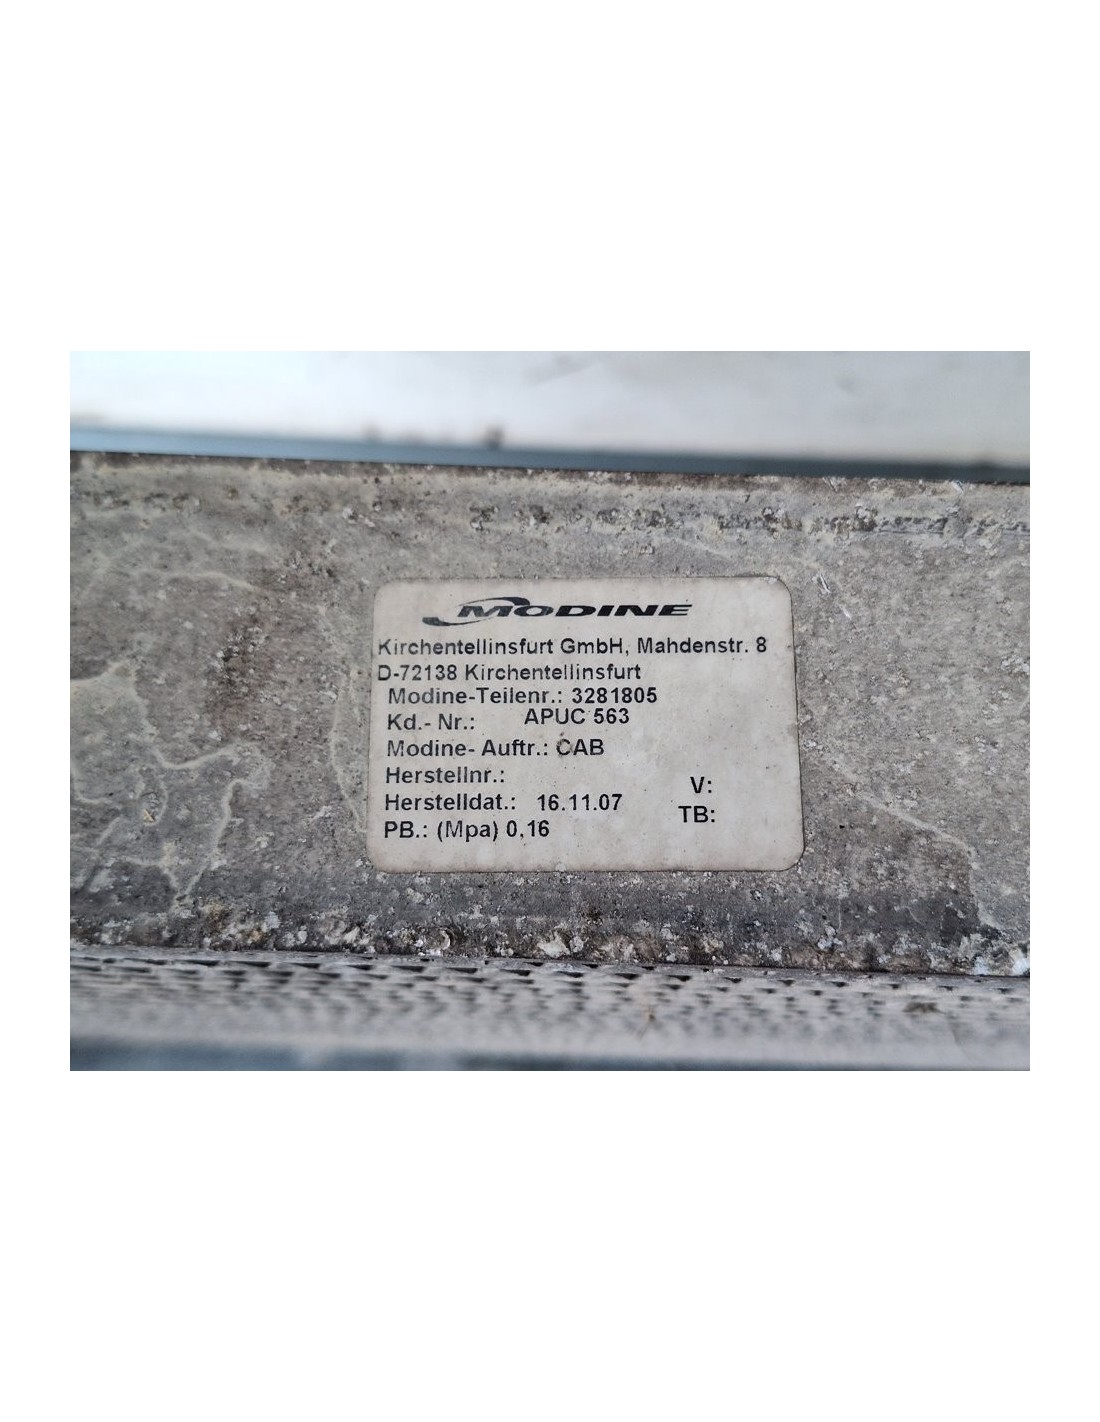 MODINE
Kirchentellinsfurt GmbH, Mahdenstr. 8
D-72138 Kirchentellinsfurt
Modine-Teilenr.: 3281805
Kd.- Nr.: APUC 563
Modine- Auftr.: CAB
Herstellnr.:
V:
Herstelldat.: 16.11.07
TB:
PB.: (Mpa) 0,16